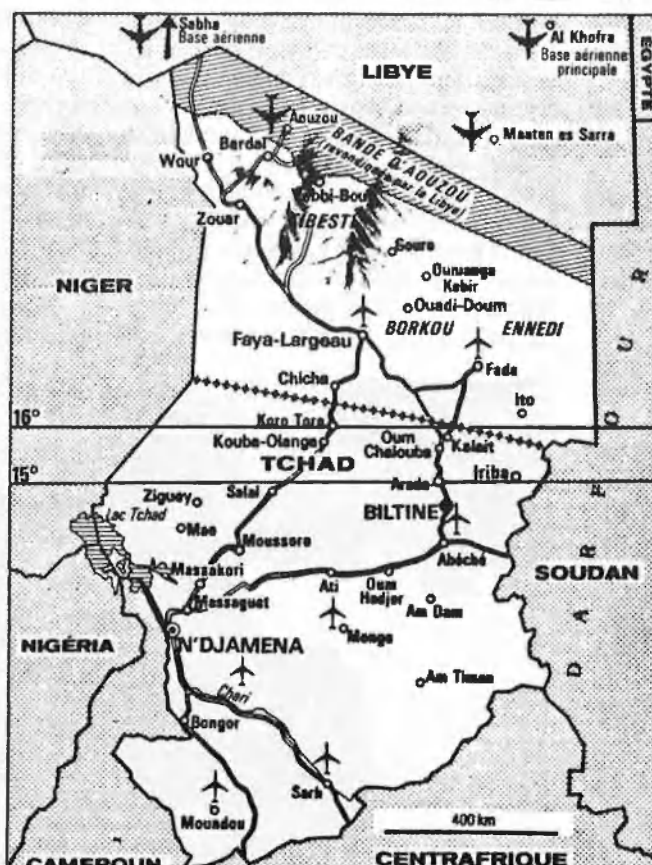 Sabha
Base aérienne
Al Khofra
Base aérienne
principale
LIBYE
EGYPTE
Aouzou
Maaten es Sarra
Bardaï
BANDE D'AOUZOU
(revendiquée par la Libye)
Wour
Zouar
TIBESTI
Gouro
NIGER
Ounianga
Kebir
Ouadi-Doum
BORKOU
ENNEDI
Faya-Largeau
Fada
Chicha
Ito
Koro Toro
16°
Kouba-Olanga
Oum
Chalouba
Kalait
TCHAD
15°
Salal
Arada
Iriba
Ziguey
BILTINE
Lac Tchad
Mao
Moussoro
Abéché
Massakori
SOUDAN
DARFOUR
Massaguet
Ati
Oum
Hadjer
Am Dam
NIGÉRIA
N'DJAMENA
Mongo
Am Timan
Chari
Bongor
Sarh
Moundou
400 km
CAMEROUN
CENTRAFRIQUE